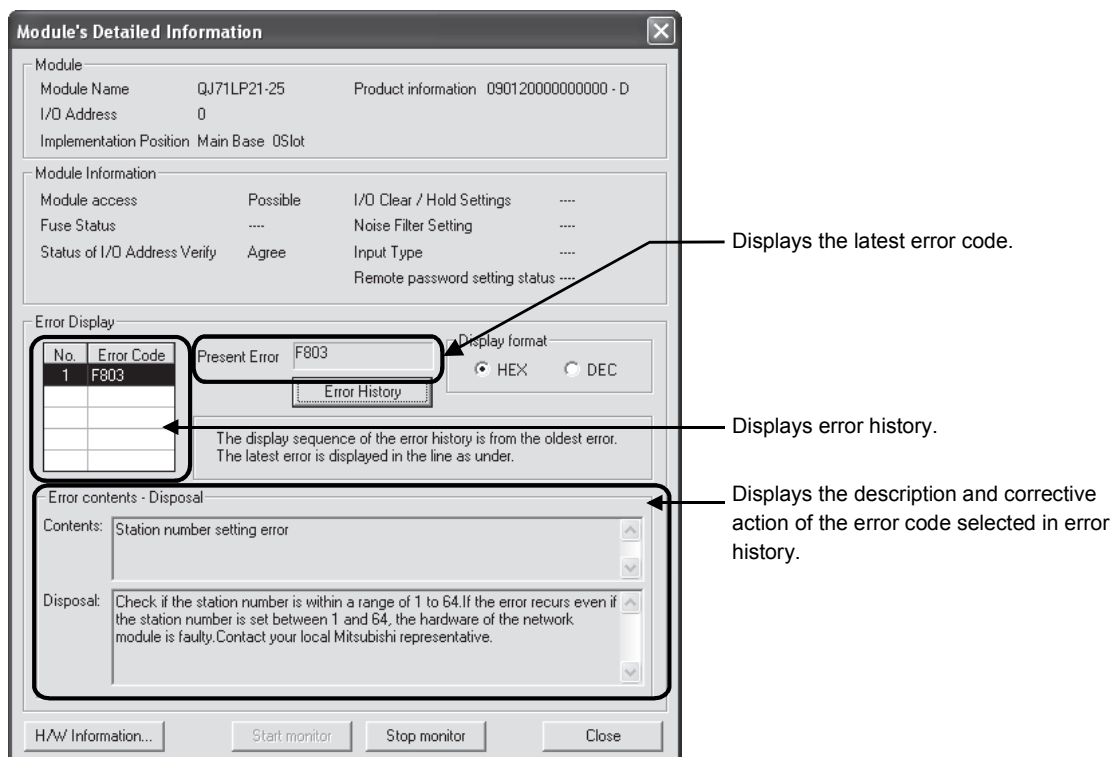 Module's Detailed Information
Module
Module Name QJ71LP21-25 Product information 090120000000000 - D
I/O Address 0
Implementation Position Main Base 0Slot
Module Information
Module access Possible I/O Clear / Hold Settings ----
Fuse Status ---- Noise Filter Setting ----
Status of I/O Address Verify Agree Input Type ----
Remote password setting status ----
Displays the latest error code.
Error Display
No. Error Code
1 F803
Present Error F803
Display format
HEX DEC
Error History
The display sequence of the error history is from the oldest error.
The latest error is displayed in the line as under.
Displays error history.
Error contents - Disposal
Contents: Station number setting error
Disposal: Check if the station number is within a range of 1 to 64.If the error recurs even if
the station number is set between 1 and 64, the hardware of the network
module is faulty.Contact your local Mitsubishi representative.
Displays the description and corrective
action of the error code selected in error
history.
H/W Information... Start monitor Stop monitor Close